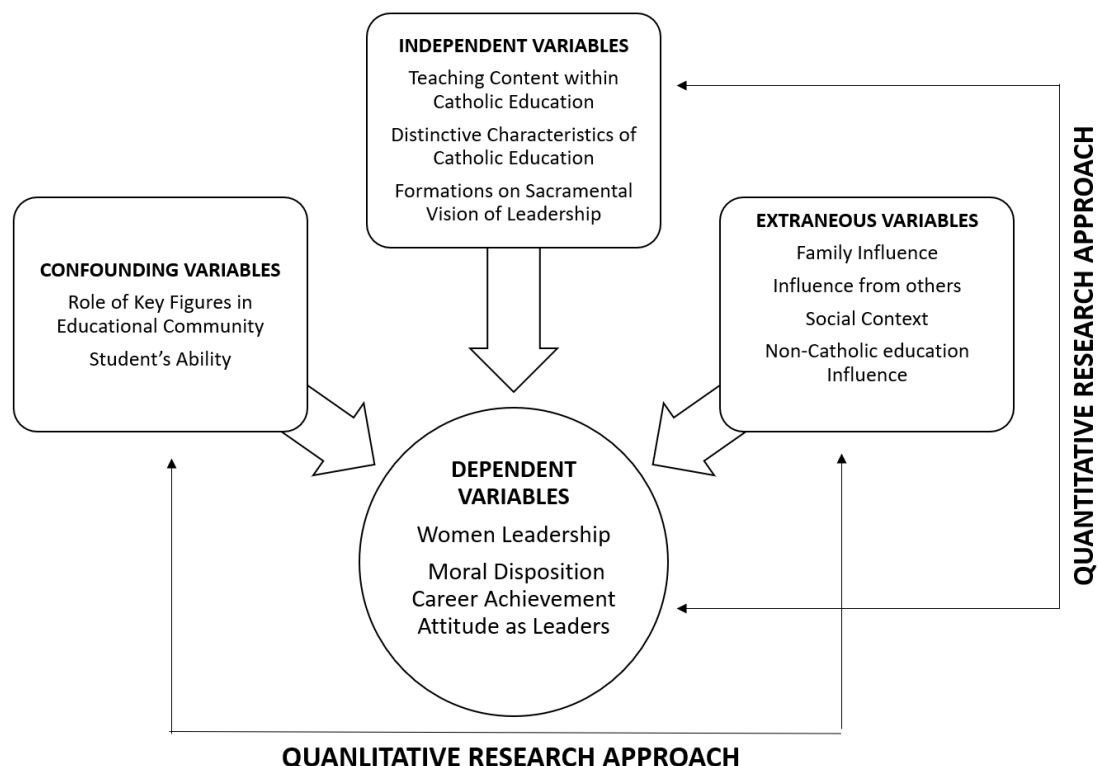 INDEPENDENT VARIABLES
Teaching Content within
Catholic Education
Distinctive Characteristics of
Catholic Education
Formations on Sacramental
Vision of Leadership
CONFOUNDING VARIABLES
Role of Key Figures in
Educational Community
Student’s Ability
EXTRANEOUS VARIABLES
Family Influence
Influence from others
Social Context
Non-Catholic education
Influence
DEPENDENT
VARIABLES
Women Leadership
Moral Disposition
Career Achievement
Attitude as Leaders
QUANTITATIVE RESEARCH APPROACH
QUANLITATIVE RESEARCH APPROACH